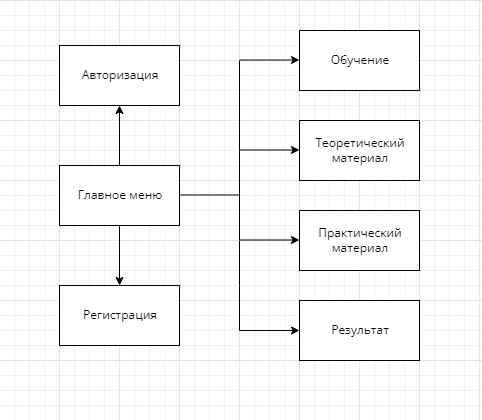 Авторизация
Главное меню
Регистрация
Обучение
Теоретический
материал
Практический
материал
Результат